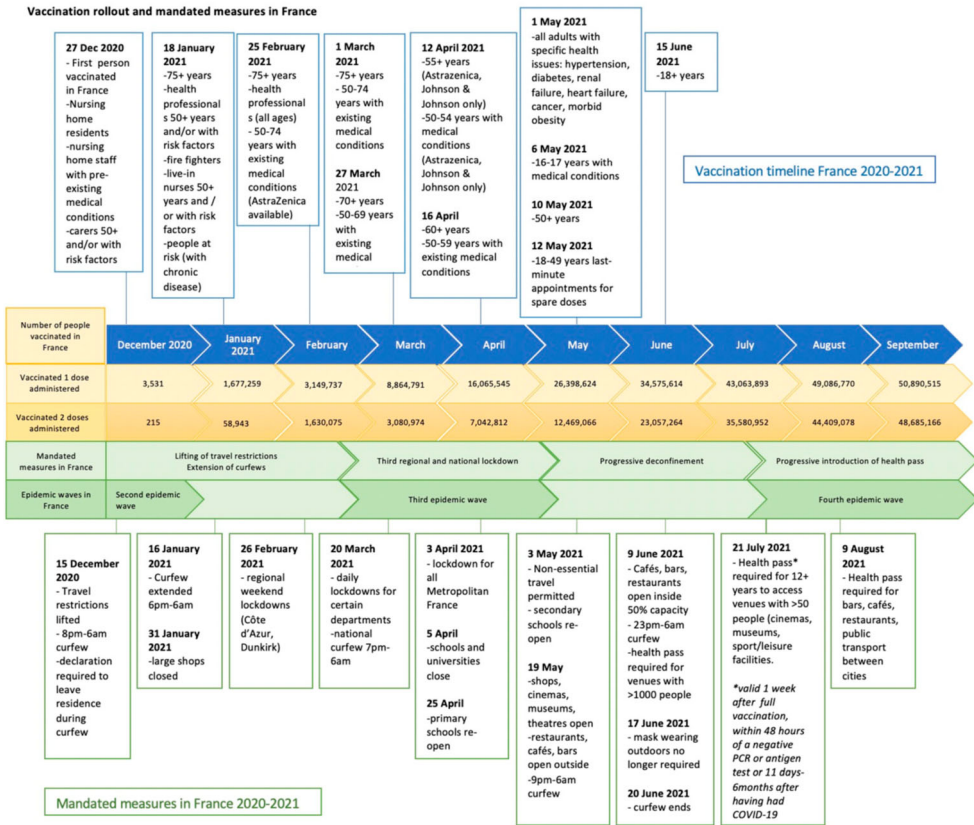 Vaccination rollout and mandated measures in France
27 Dec 2020
- First person
vaccinated
in France
-Nursing
home
residents
-nursing
home staff
with pre-
existing
medical
conditions
-carers 50+
and/or with
risk factors
18 January
2021
-75+ years
-health
professional
s 50+ years
and/or with
risk factors
-fire fighters
-live-in
nurses 50+
years and /
or with risk
factors
-people at
risk (with
chronic
disease)
25 February
2021
-75+ years
-health
professional
s (all ages)
- 50-74
years with
existing
medical
conditions
(AstraZenica
available)
1 March
2021
-75+ years
- 50-74
years with
existing
medical
conditions
27 March
2021
-70+ years
-50-69 years
with
existing
medical
12 April 2021
-55+ years
(Astrazenica,
Johnson &
Johnson only)
-50-54 years with
medical
conditions
(Astrazenica,
Johnson &
Johnson only)
16 April
-60+ years
-50-59 years with
existing medical
conditions
1 May 2021
-all adults with
specific health
issues: hypertension,
diabetes, renal
failure, heart failure,
cancer, morbid
obesity
6 May 2021
-16-17 years with
medical conditions
10 May 2021
-50+ years
12 May 2021
-18-49 years last-
minute
appointments for
spare doses
15 June
2021
-18+ years
Vaccination timeline France 2020-2021
Number of people
vaccinated in
France
December 2020
January
2021
February
March
April
May
June
July
August
September
Vaccinated 1 dose
administered
3,531
1,677,259
3,149,737
8,864,791
16,065,545
26,398,624
34,575,614
43,063,893
49,086,770
50,890,515
Vaccinated 2 doses
administered
215
58,943
1,630,075
3,080,974
7,042,812
12,469,066
23,057,264
35,580,952
44,409,078
48,685,166
Mandated
measures in France
Lifting of travel restrictions
Extension of curfews
Third regional and national lockdown
Progressive deconfinement
Progressive introduction of health pass
Epidemic waves in
France
Second epidemic
wave
Third epidemic wave
Fourth epidemic wave
15 December
2020
- Travel
restrictions
lifted
- 8pm-6am
curfew
-declaration
required to
leave
residence
during
curfew
16 January
2021
- Curfew
extended
6pm-6am
31 January
2021
-large shops
closed
26 February
2021
- regional
weekend
lockdowns
(Côte
d'Azur,
Dunkirk)
20 March
2021
- daily
lockdowns for
certain
departments
-national
curfew 7pm-
6am
3 April 2021
- lockdown for
all
Metropolitan
France
5 April
-schools and
universities
close
25 April
-primary
schools re-
open
3 May 2021
- Non-essential
travel
permitted
- secondary
schools re-
open
19 May
-shops,
cinemas,
museums,
theatres open
-restaurants,
cafés, bars
open outside
-9pm-6am
curfew
9 June 2021
- Cafés, bars,
restaurants
open inside
50% capacity
- 23pm-6am
curfew
-health pass
required for
venues with
>1000 people
17 June 2021
- mask wearing
outdoors no
longer required
20 June 2021
- curfew ends
21 July 2021
- Health pass*
required for 12+
years to access
venues with >50
people (cinemas,
museums,
sport/leisure
facilities.
*valid 1 week
after full
vaccination,
within 48 hours
of a negative
PCR or antigen
test or 11 days-
6months after
having had
COVID-19
9 August
2021
- Health pass
required for
bars, cafés,
restaurants,
public
transport
between
cities
Mandated measures in France 2020-2021